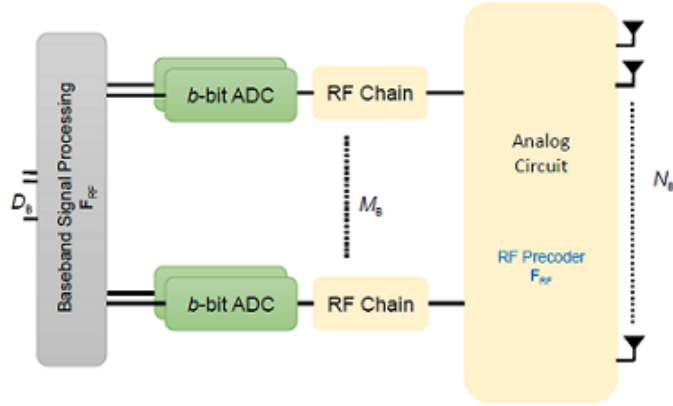 D_B
Baseband Signal Processing
F_RF
b-bit ADC
RF Chain
M_B
b-bit ADC
RF Chain
Analog
Circuit
RF Precoder
F_RF
N_B